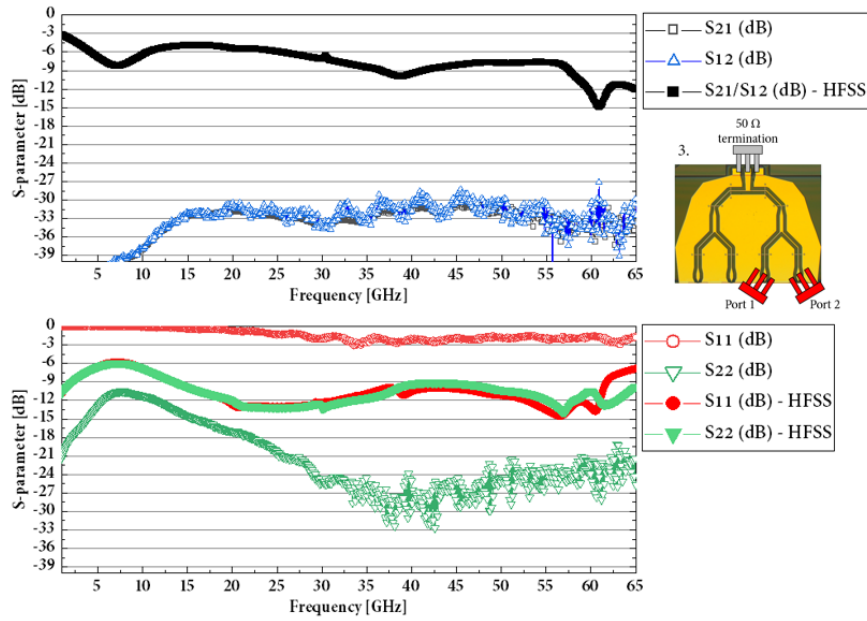 0
-3
-6
-9
-12
-15
-18
-21
-24
-27
-30
-33
-36
-39
S-parameter [dB]
5 10 15 20 25 30 35 40 45 50 55 60 65
Frequency [GHz]
S21 (dB)
S12 (dB)
S21/S12 (dB) - HFSS
50 Ω
termination
3.
Port 1 Port 2
0
-3
-6
-9
-12
-15
-18
-21
-24
-27
-30
-33
-36
-39
S-parameter [dB]
5 10 15 20 25 30 35 40 45 50 55 60 65
Frequency [GHz]
S11 (dB)
S22 (dB)
S11 (dB) - HFSS
S22 (dB) - HFSS